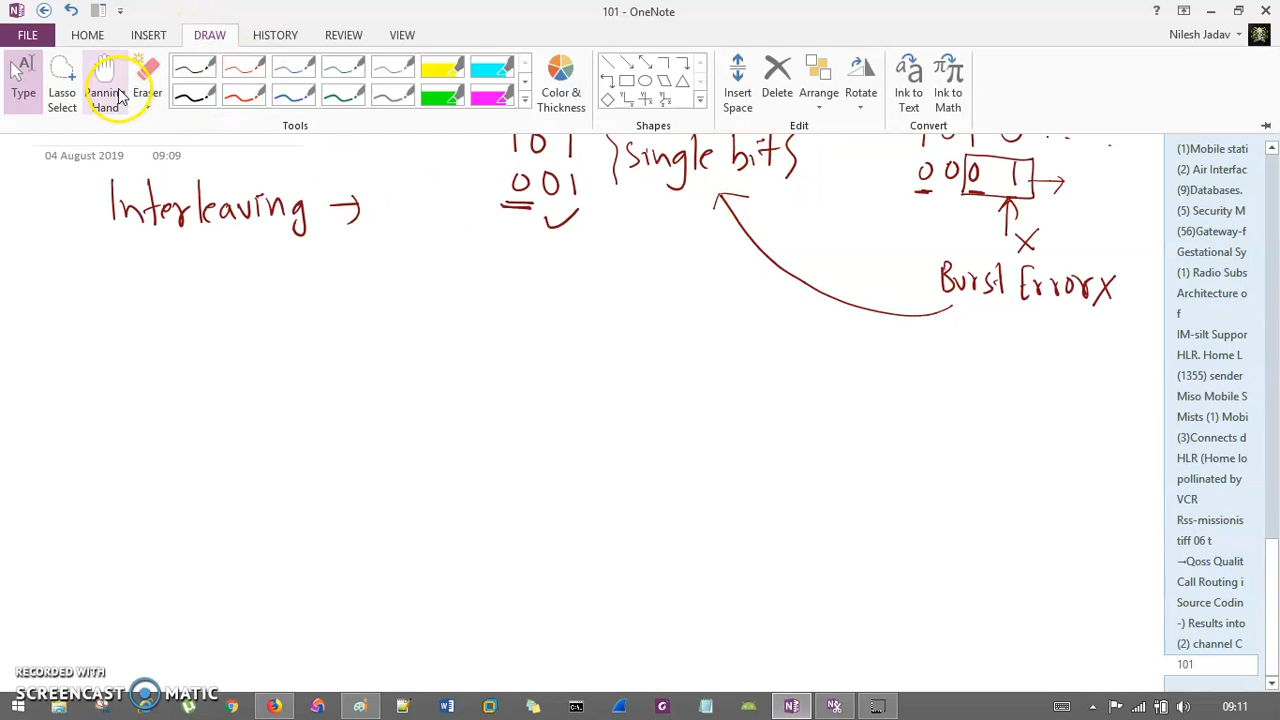 101 - OneNote
?
FILE HOME INSERT DRAW HISTORY REVIEW VIEW
Nilesh Jadav
Type
Lasso Select
Panning Hand
Eraser
Color & Thickness
Insert Space
Delete
Arrange
Rotate
Ink to Text
Ink to Math
Tools
Shapes
Edit
Convert
04 August 2019 09:09
101
001
single bits
0 0 0 1
X
Interleaving →
Burst Error X
(1)Mobile stati
(2) Air Interfac
(9)Databases.
(5) Security M
(56)Gateway-f
Gestational Sy
(1) Radio Subs
Architecture o
f
IM-silt Suppor
HLR. Home L
(1355) sender
Miso Mobile S
Mists (1) Mobi
(3)Connects d
HLR (Home lo
pollinated by
VCR
Rss-missionis
tiff 06 t
→Qoss Qualit
Call Routing i
Source Codin
-) Results into
(2) channel C
101
RECORDED WITH
SCREENCAST MATIC
09:11